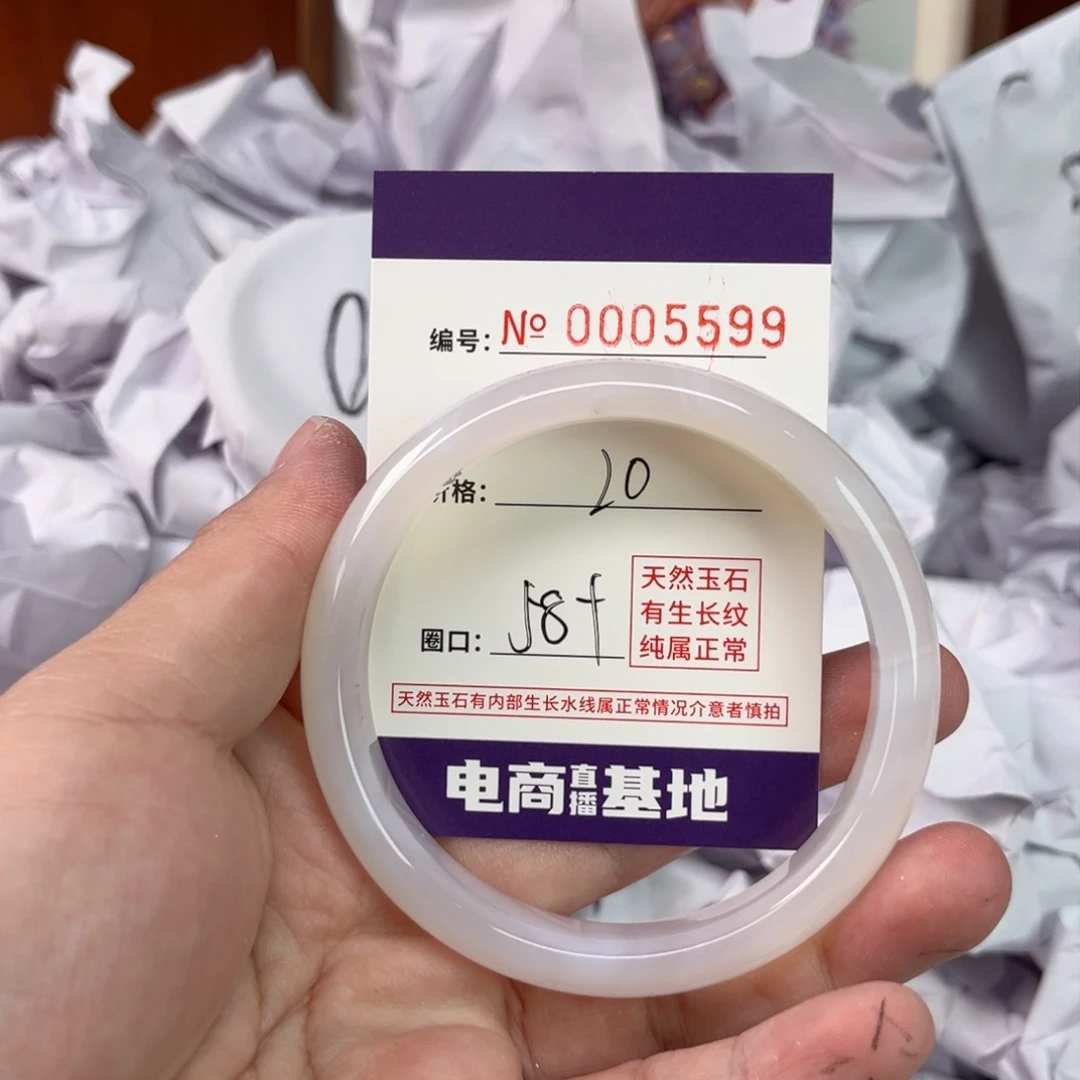 编号: № 0005599
0
价格: 20
圈口: 58+
天然玉石
有生长纹
纯属正常
天然玉石有内部生长水线属正常情况介意者慎拍
电商直播基地